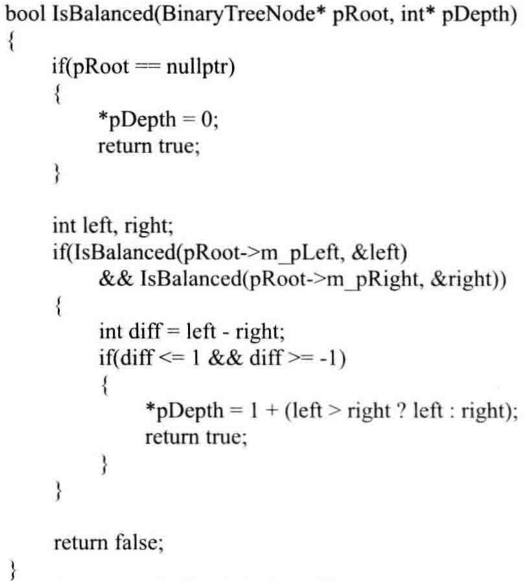 bool IsBalanced(BinaryTreeNode* pRoot, int* pDepth)
{
if(pRoot == nullptr)
{
*pDepth = 0;
return true;
}
int left, right;
if(IsBalanced(pRoot->m_pLeft, &left)
&& IsBalanced(pRoot->m_pRight, &right))
{
int diff = left - right;
if(diff <= 1 && diff >= -1)
{
*pDepth = 1 + (left > right ? left : right);
return true;
}
}
return false;
}